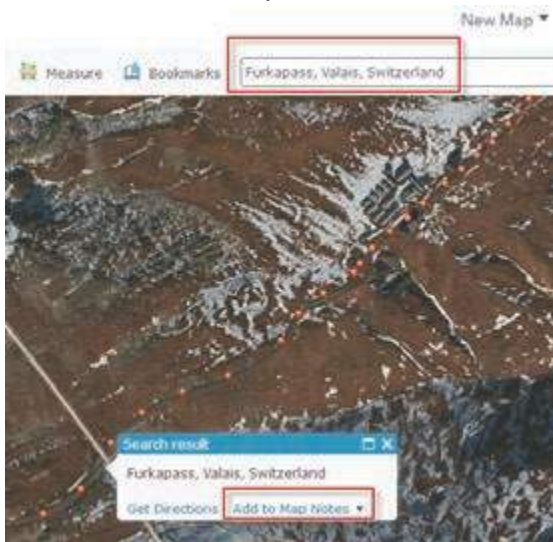 New Map ▼
Measure Bookmarks Furkapass, Valais, Switzerland
Search result
Furkapass, Valais, Switzerland
Get Directions Add to Map Notes ▼